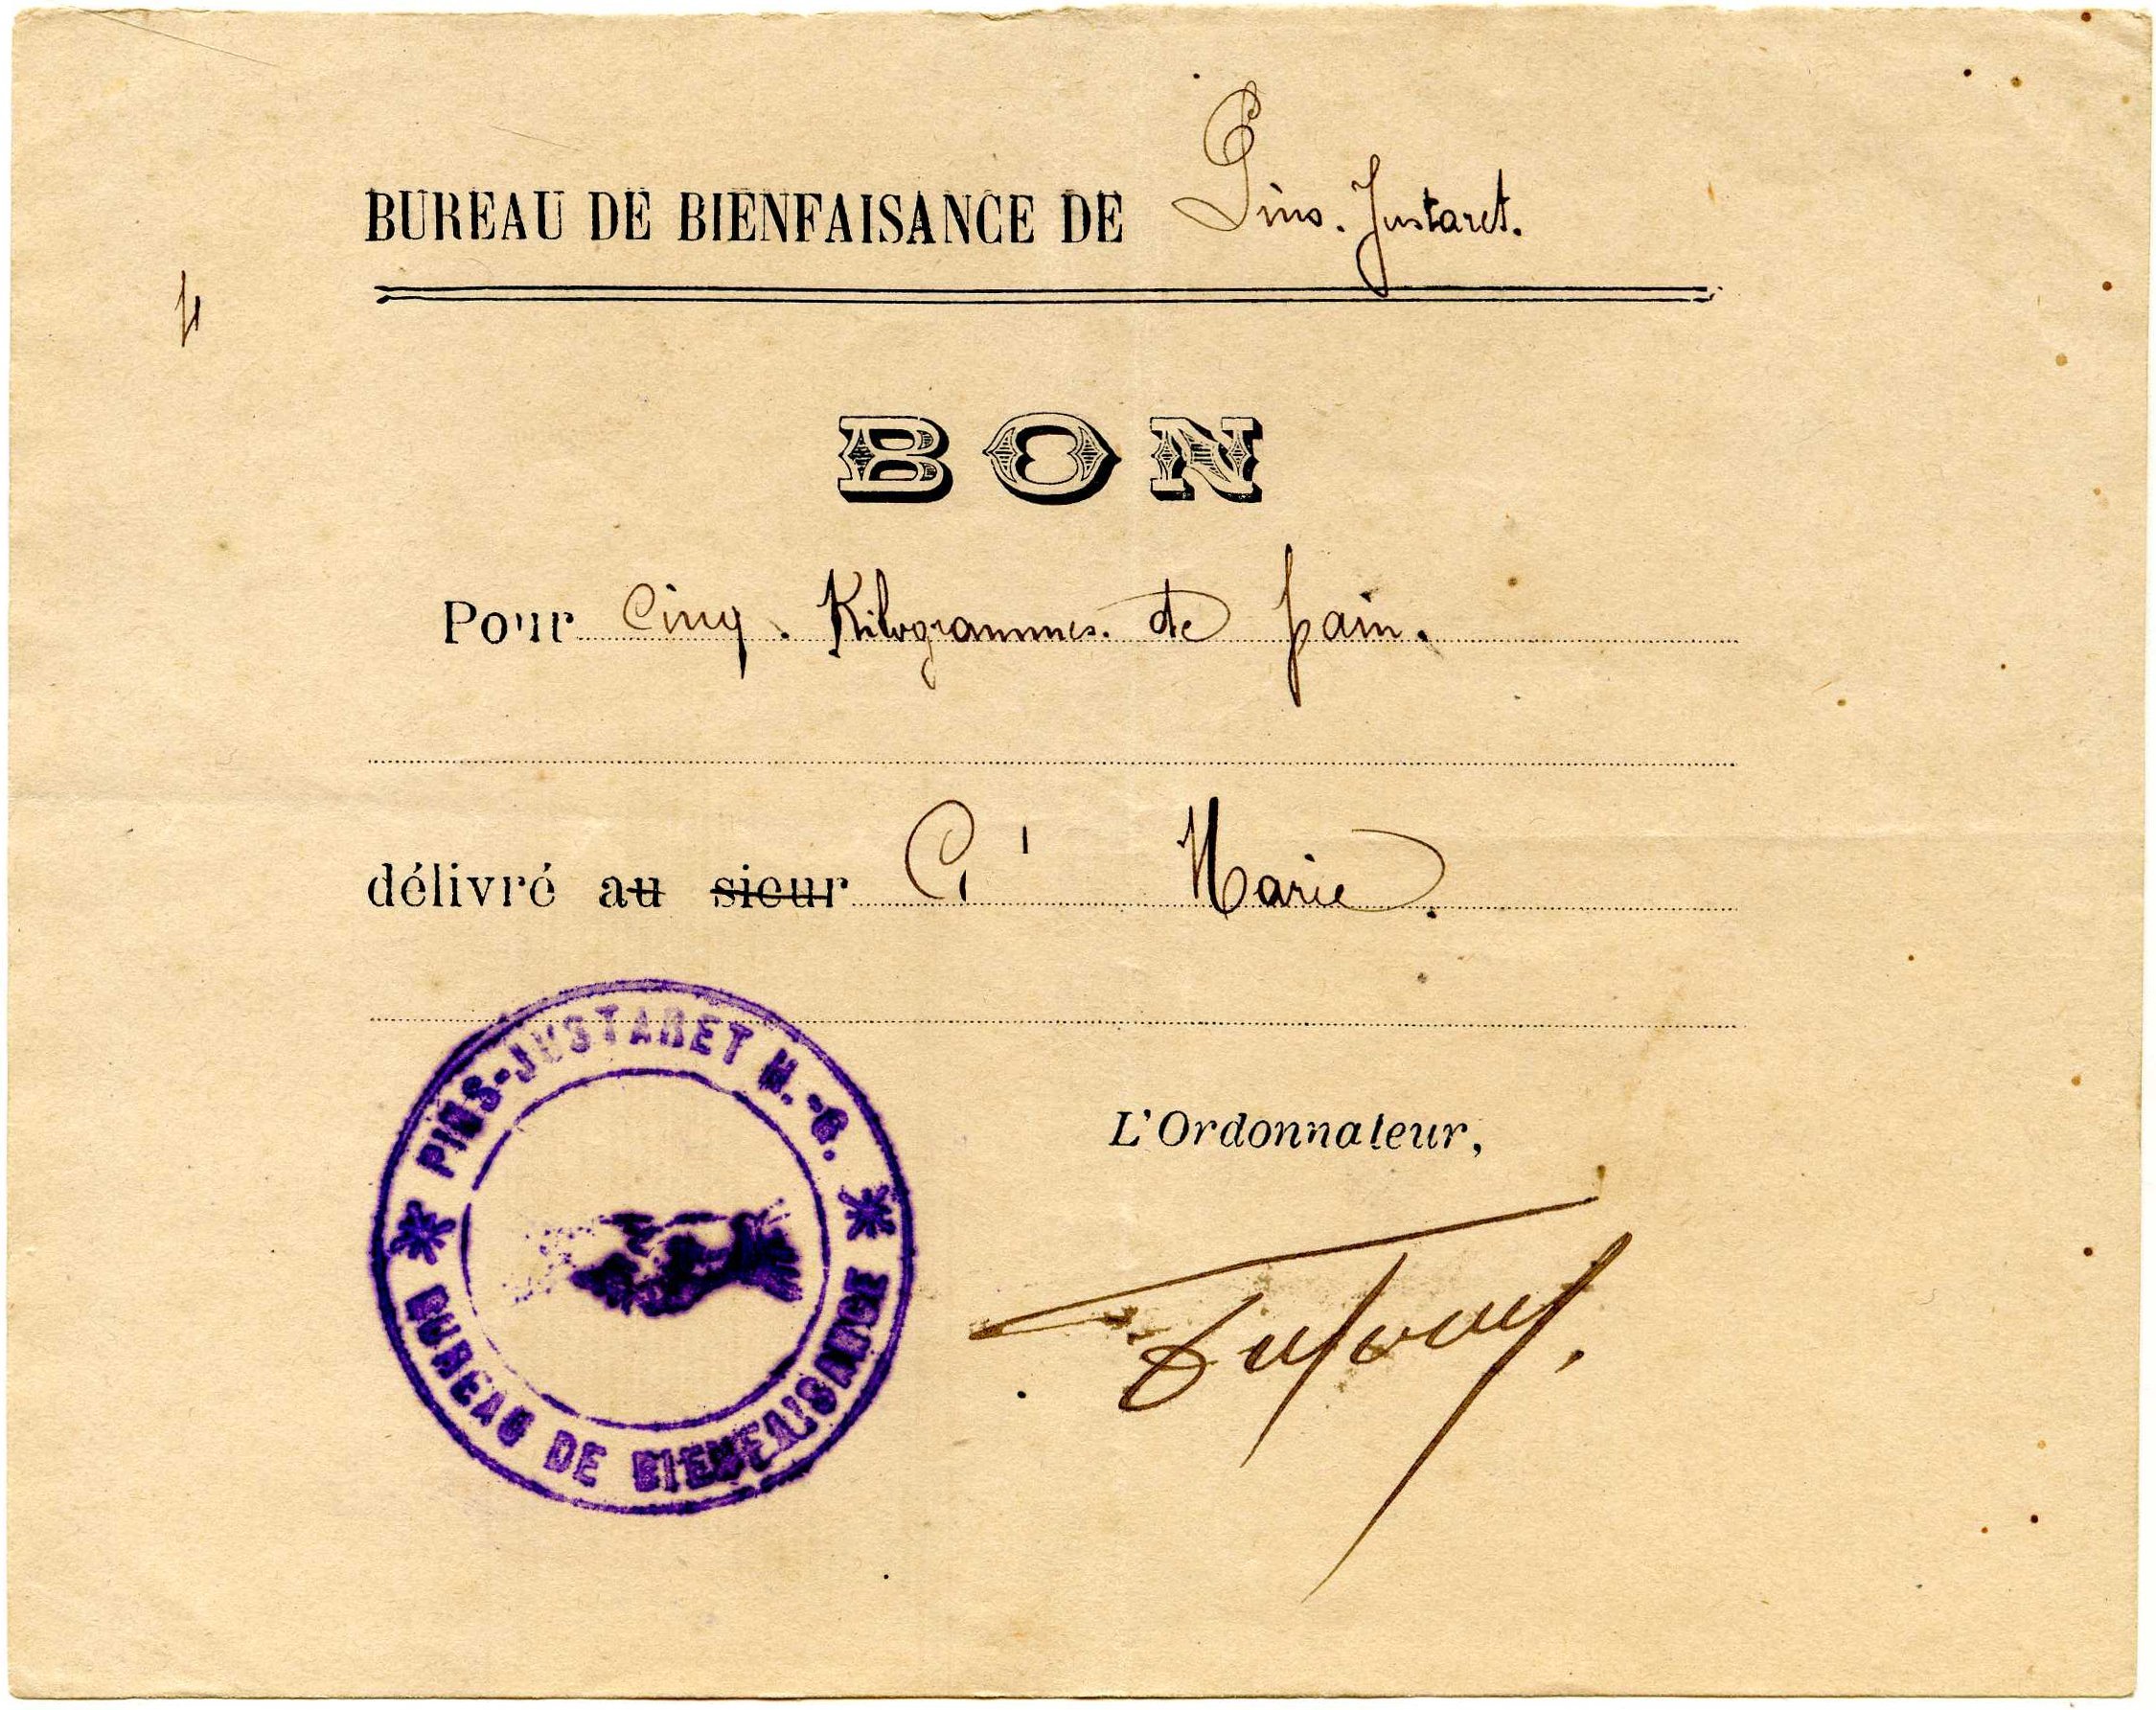 BUREAU DE BIENFAISANCE DE Pins-Justaret.
BON
Pour Cinq Kilogrammes de pain.
délivré au sieur Marie.
L'Ordonnateur,
PINS-JUSTARET H.-G.
BUREAU DE BIENFAISANCE